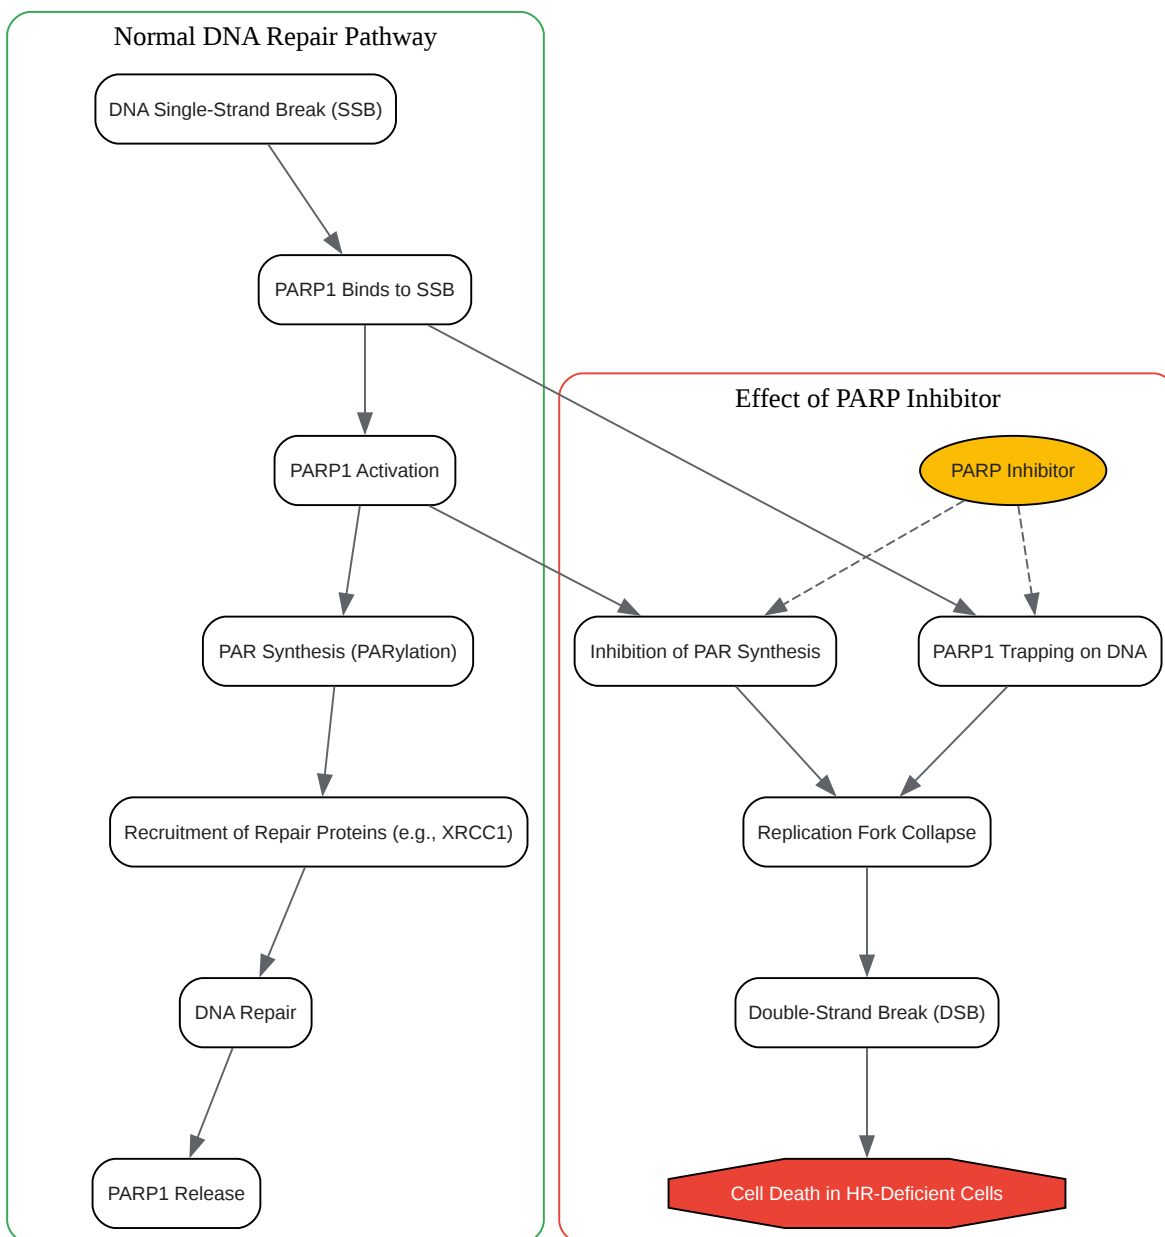 Normal DNA Repair Pathway
DNA Single-Strand Break (SSB)
PARP1 Binds to SSB
PARP1 Activation
PAR Synthesis (PARylation)
Recruitment of Repair Proteins (e.g., XRCC1)
DNA Repair
PARP1 Release
Effect of PARP Inhibitor
PARP Inhibitor
Inhibition of PAR Synthesis
PARP1 Trapping on DNA
Replication Fork Collapse
Double-Strand Break (DSB)
Cell Death in HR-Deficient Cells